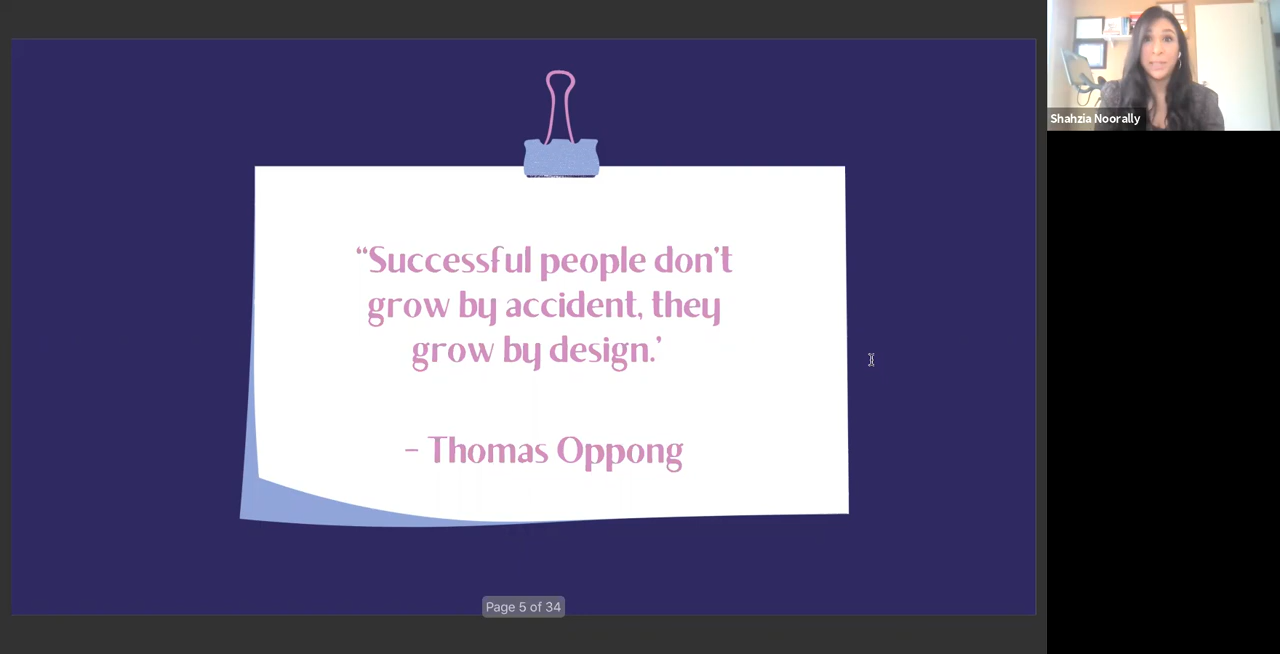 “Successful people don't
grow by accident, they
grow by design.'
– Thomas Oppong
Page 5 of 34
Shahzia Noorally